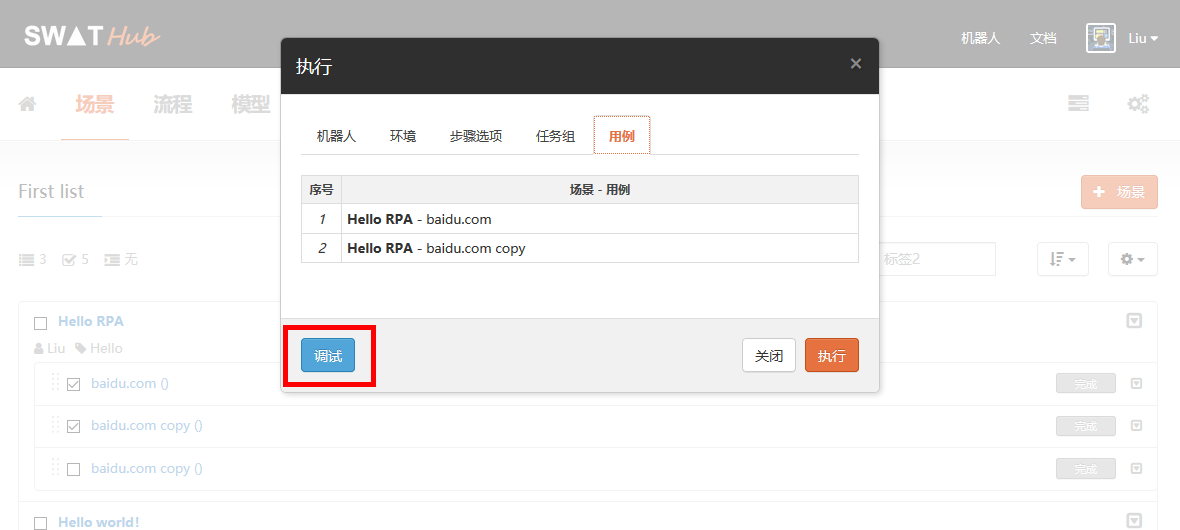 SWAT Hub
机器人 文档 Liu
执行 ×
场景 流程 模型
机器人 环境 步骤选项 任务组 用例
First list
场景
序号 场景 - 用例
1 Hello RPA - baidu.com
2 Hello RPA - baidu.com copy
3 5 无
标签2
Hello RPA
Liu Hello
调试 关闭 执行
baidu.com () 完成
baidu.com copy () 完成
baidu.com copy () 完成
Hello world!